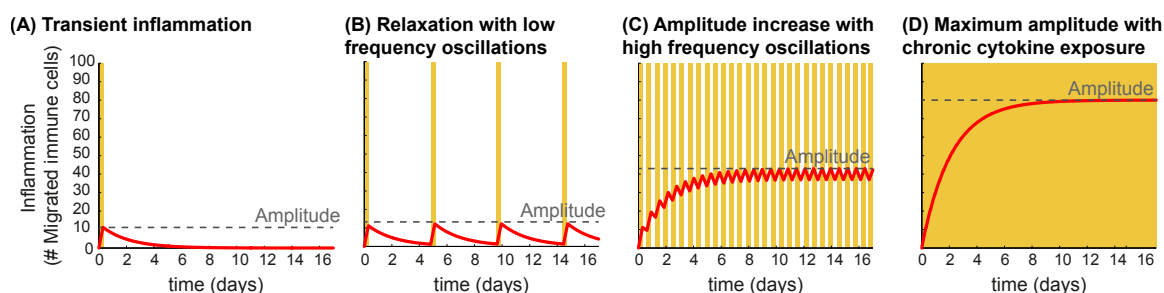 (A) Transient inflammation
(B) Relaxation with low
frequency oscillations
(C) Amplitude increase with
high frequency oscillations
(D) Maximum amplitude with
chronic cytokine exposure
Inflammation
(# Migrated immune cells)
100
90
80
70
60
50
40
30
20
10
0
Amplitude
0 2 4 6 8 10 12 14 16
time (days)
Amplitude
0 2 4 6 8 10 12 14 16
time (days)
Amplitude
0 2 4 6 8 10 12 14 16
time (days)
Amplitude
0 2 4 6 8 10 12 14 16
time (days)